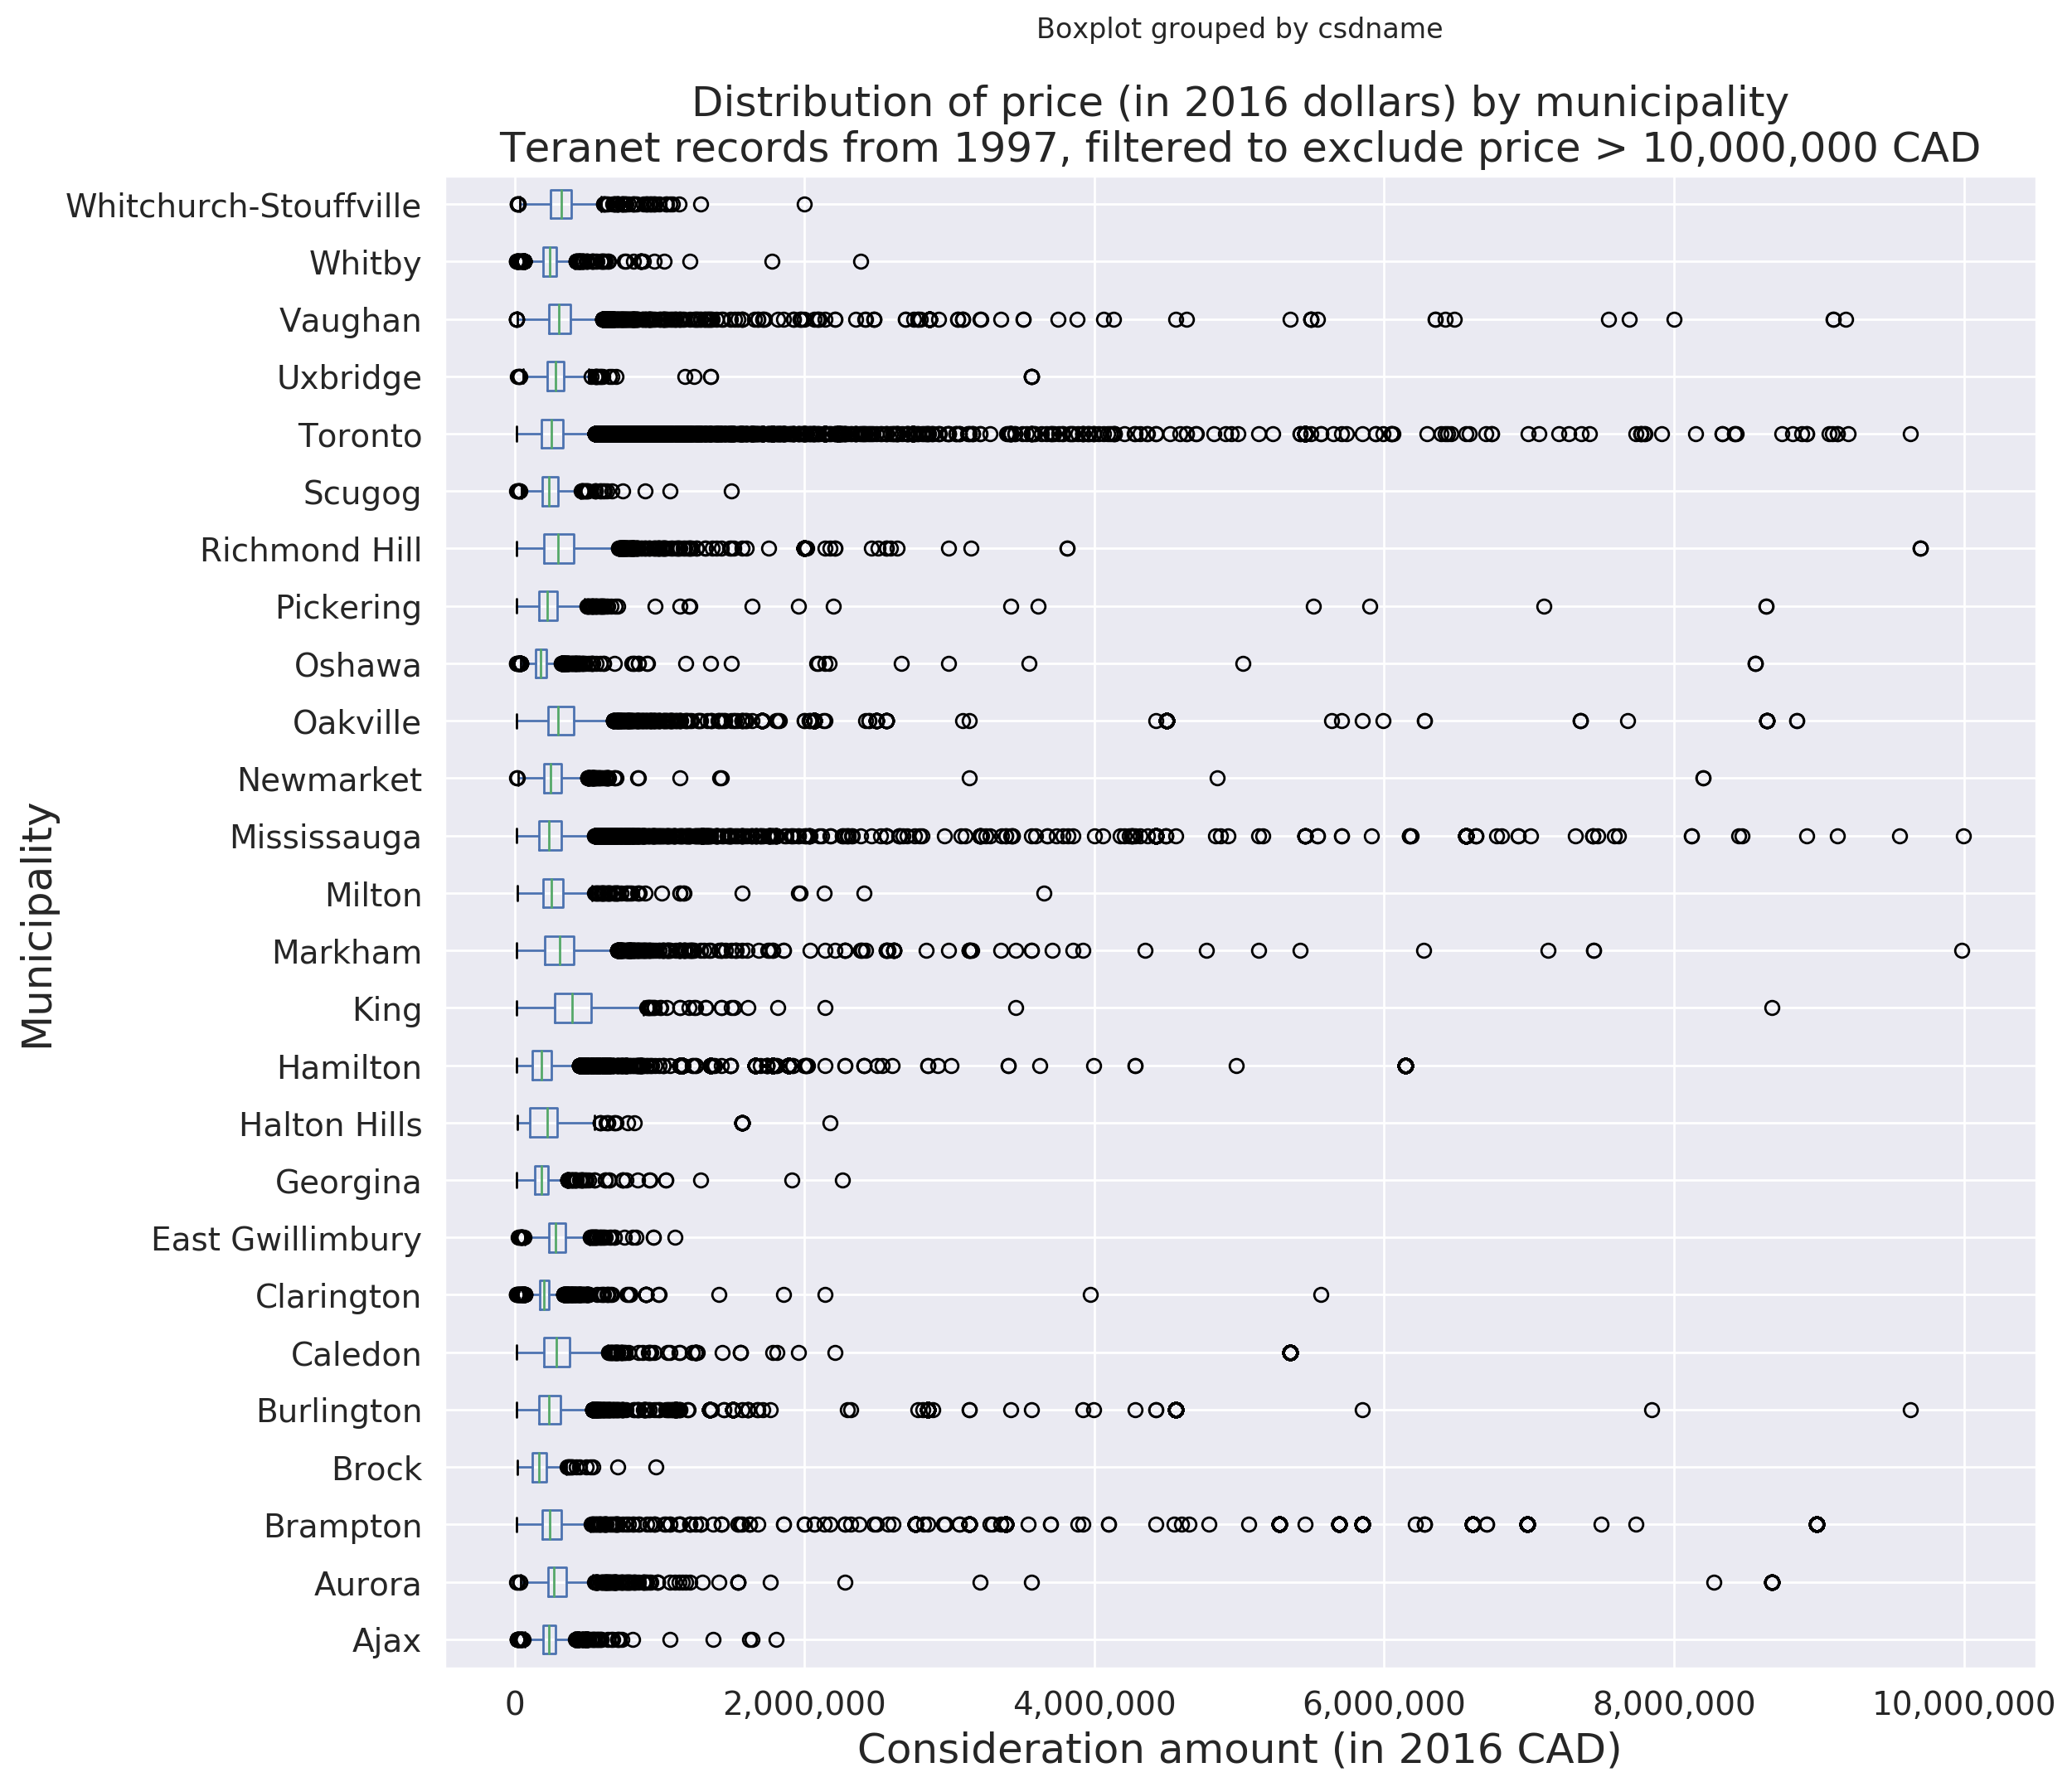 Boxplot grouped by csdname
Distribution of price (in 2016 dollars) by municipality
Teranet records from 1997, filtered to exclude price > 10,000,000 CAD
Municipality
Whitchurch-Stouffville
Whitby
Vaughan
Uxbridge
Toronto
Scugog
Richmond Hill
Pickering
Oshawa
Oakville
Newmarket
Mississauga
Milton
Markham
King
Hamilton
Halton Hills
Georgina
East Gwillimbury
Clarington
Caledon
Burlington
Brock
Brampton
Aurora
Ajax
0 2,000,000 4,000,000 6,000,000 8,000,000 10,000,000
Consideration amount (in 2016 CAD)